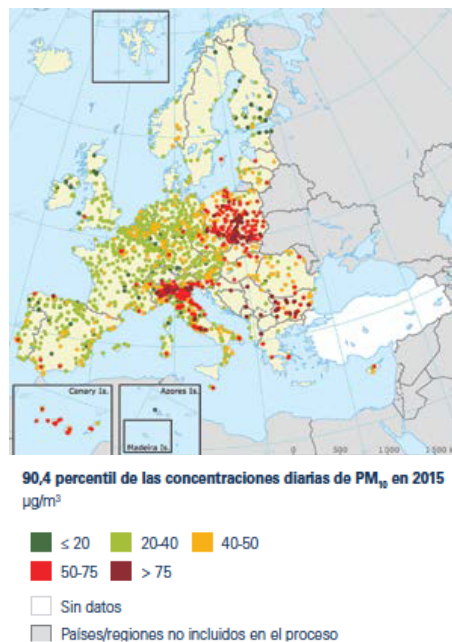 Canary Is.
Azores Is.
Madeira Is.
0 500 1 000 1 500
90,4 percentil de las concentraciones diarias de PM₁₀ en 2015
µg/m³
≤ 20 20-40 40-50
50-75 > 75
Sin datos
Países/regiones no incluidos en el proceso